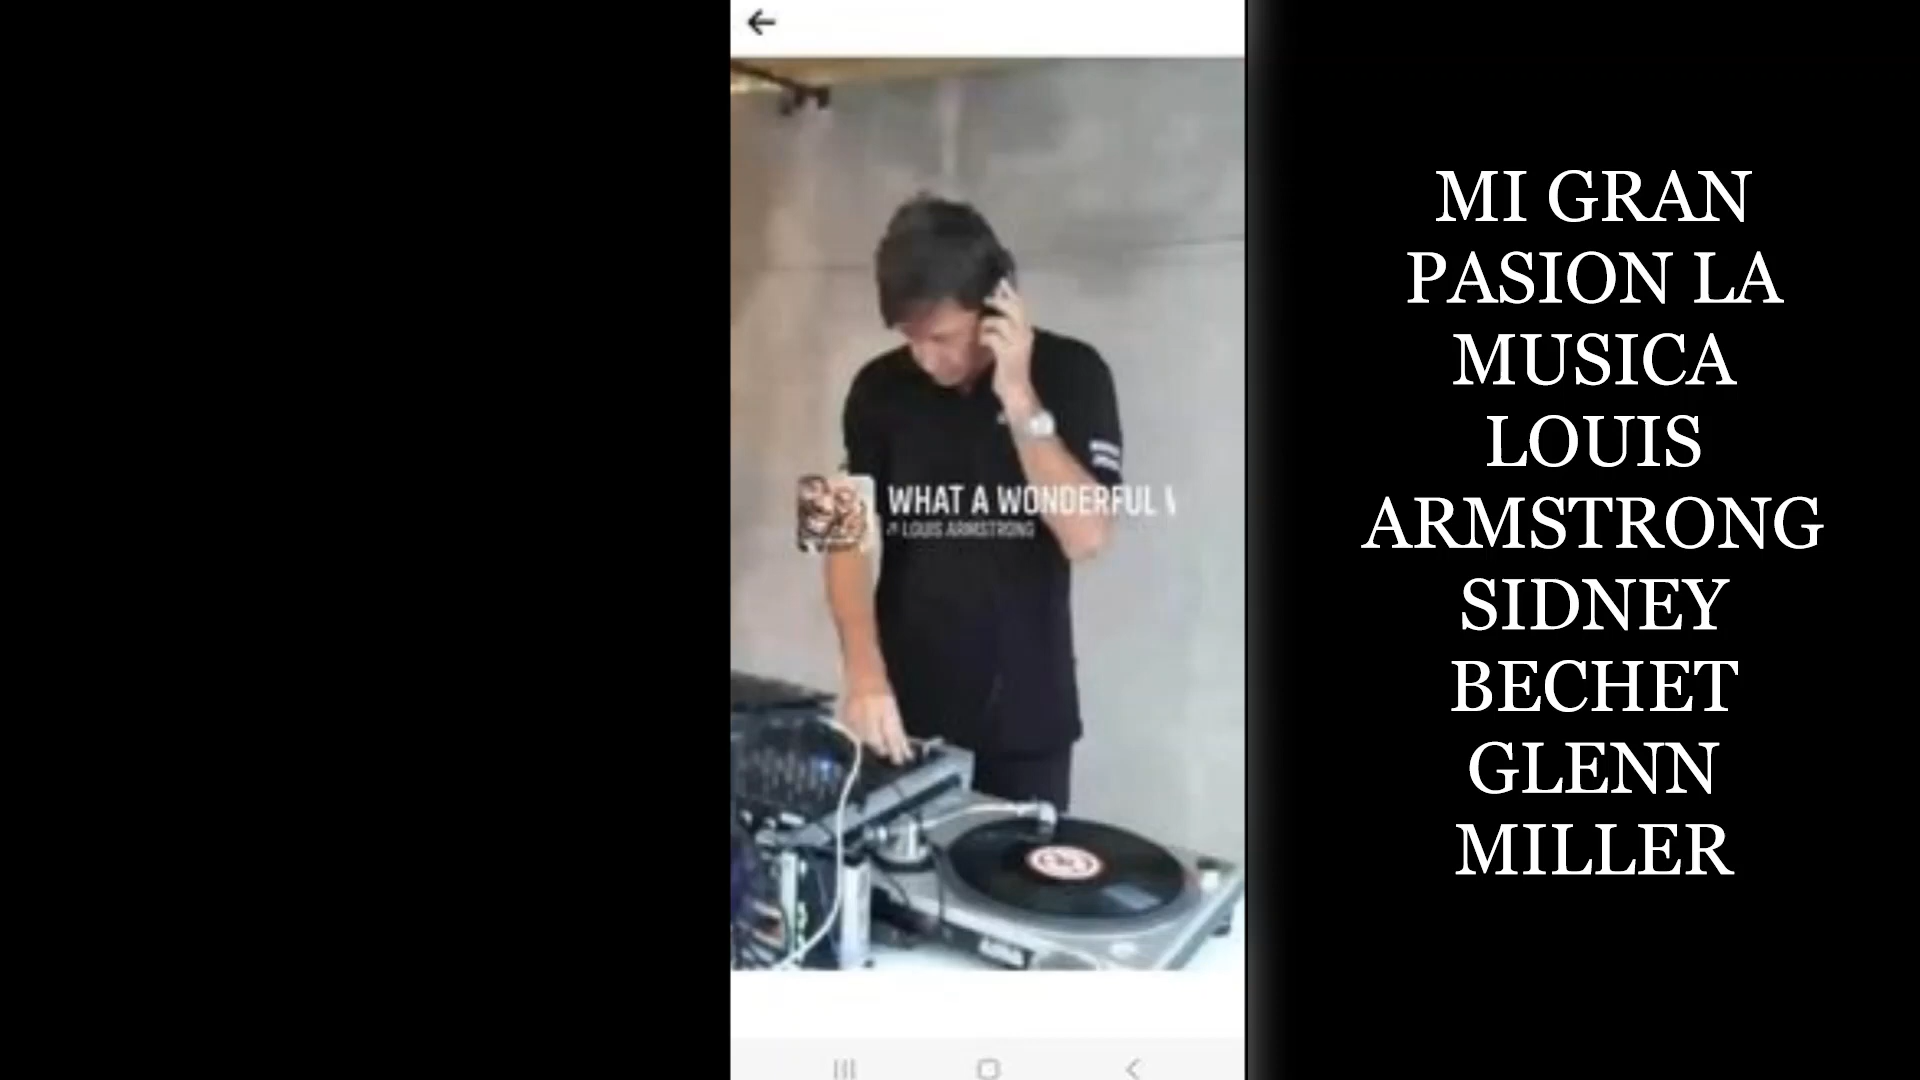 WHAT A WONDERFUL
LOUIS ARMSTRONG
MI GRAN
PASION LA
MUSICA
LOUIS
ARMSTRONG
SIDNEY
BECHET
GLENN
MILLER